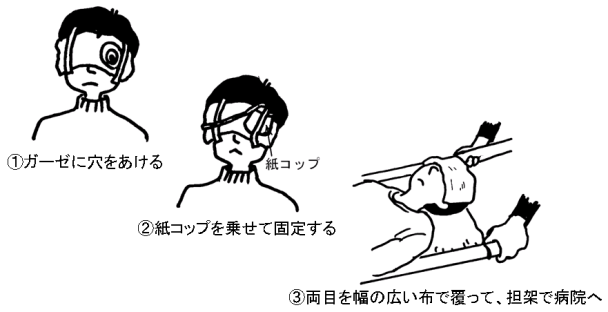 ①ガーゼに穴をあける
紙コップ
②紙コップを乗せて固定する
③両目を幅の広い布で覆って、担架で病院へ